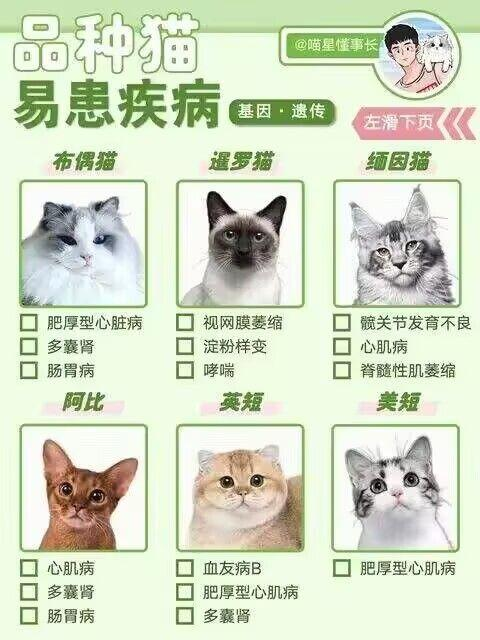 品种猫
@喵星懂事长
易患疾病
基因·遗传
左滑下页
布偶猫
暹罗猫
缅因猫
肥厚型心脏病
多囊肾
肠胃病
视网膜萎缩
淀粉样变
哮喘
髋关节发育不良
心肌病
脊髓性肌萎缩
阿比
英短
美短
心肌病
多囊肾
肠胃病
血友病B
肥厚型心肌病
多囊肾
肥厚型心肌病